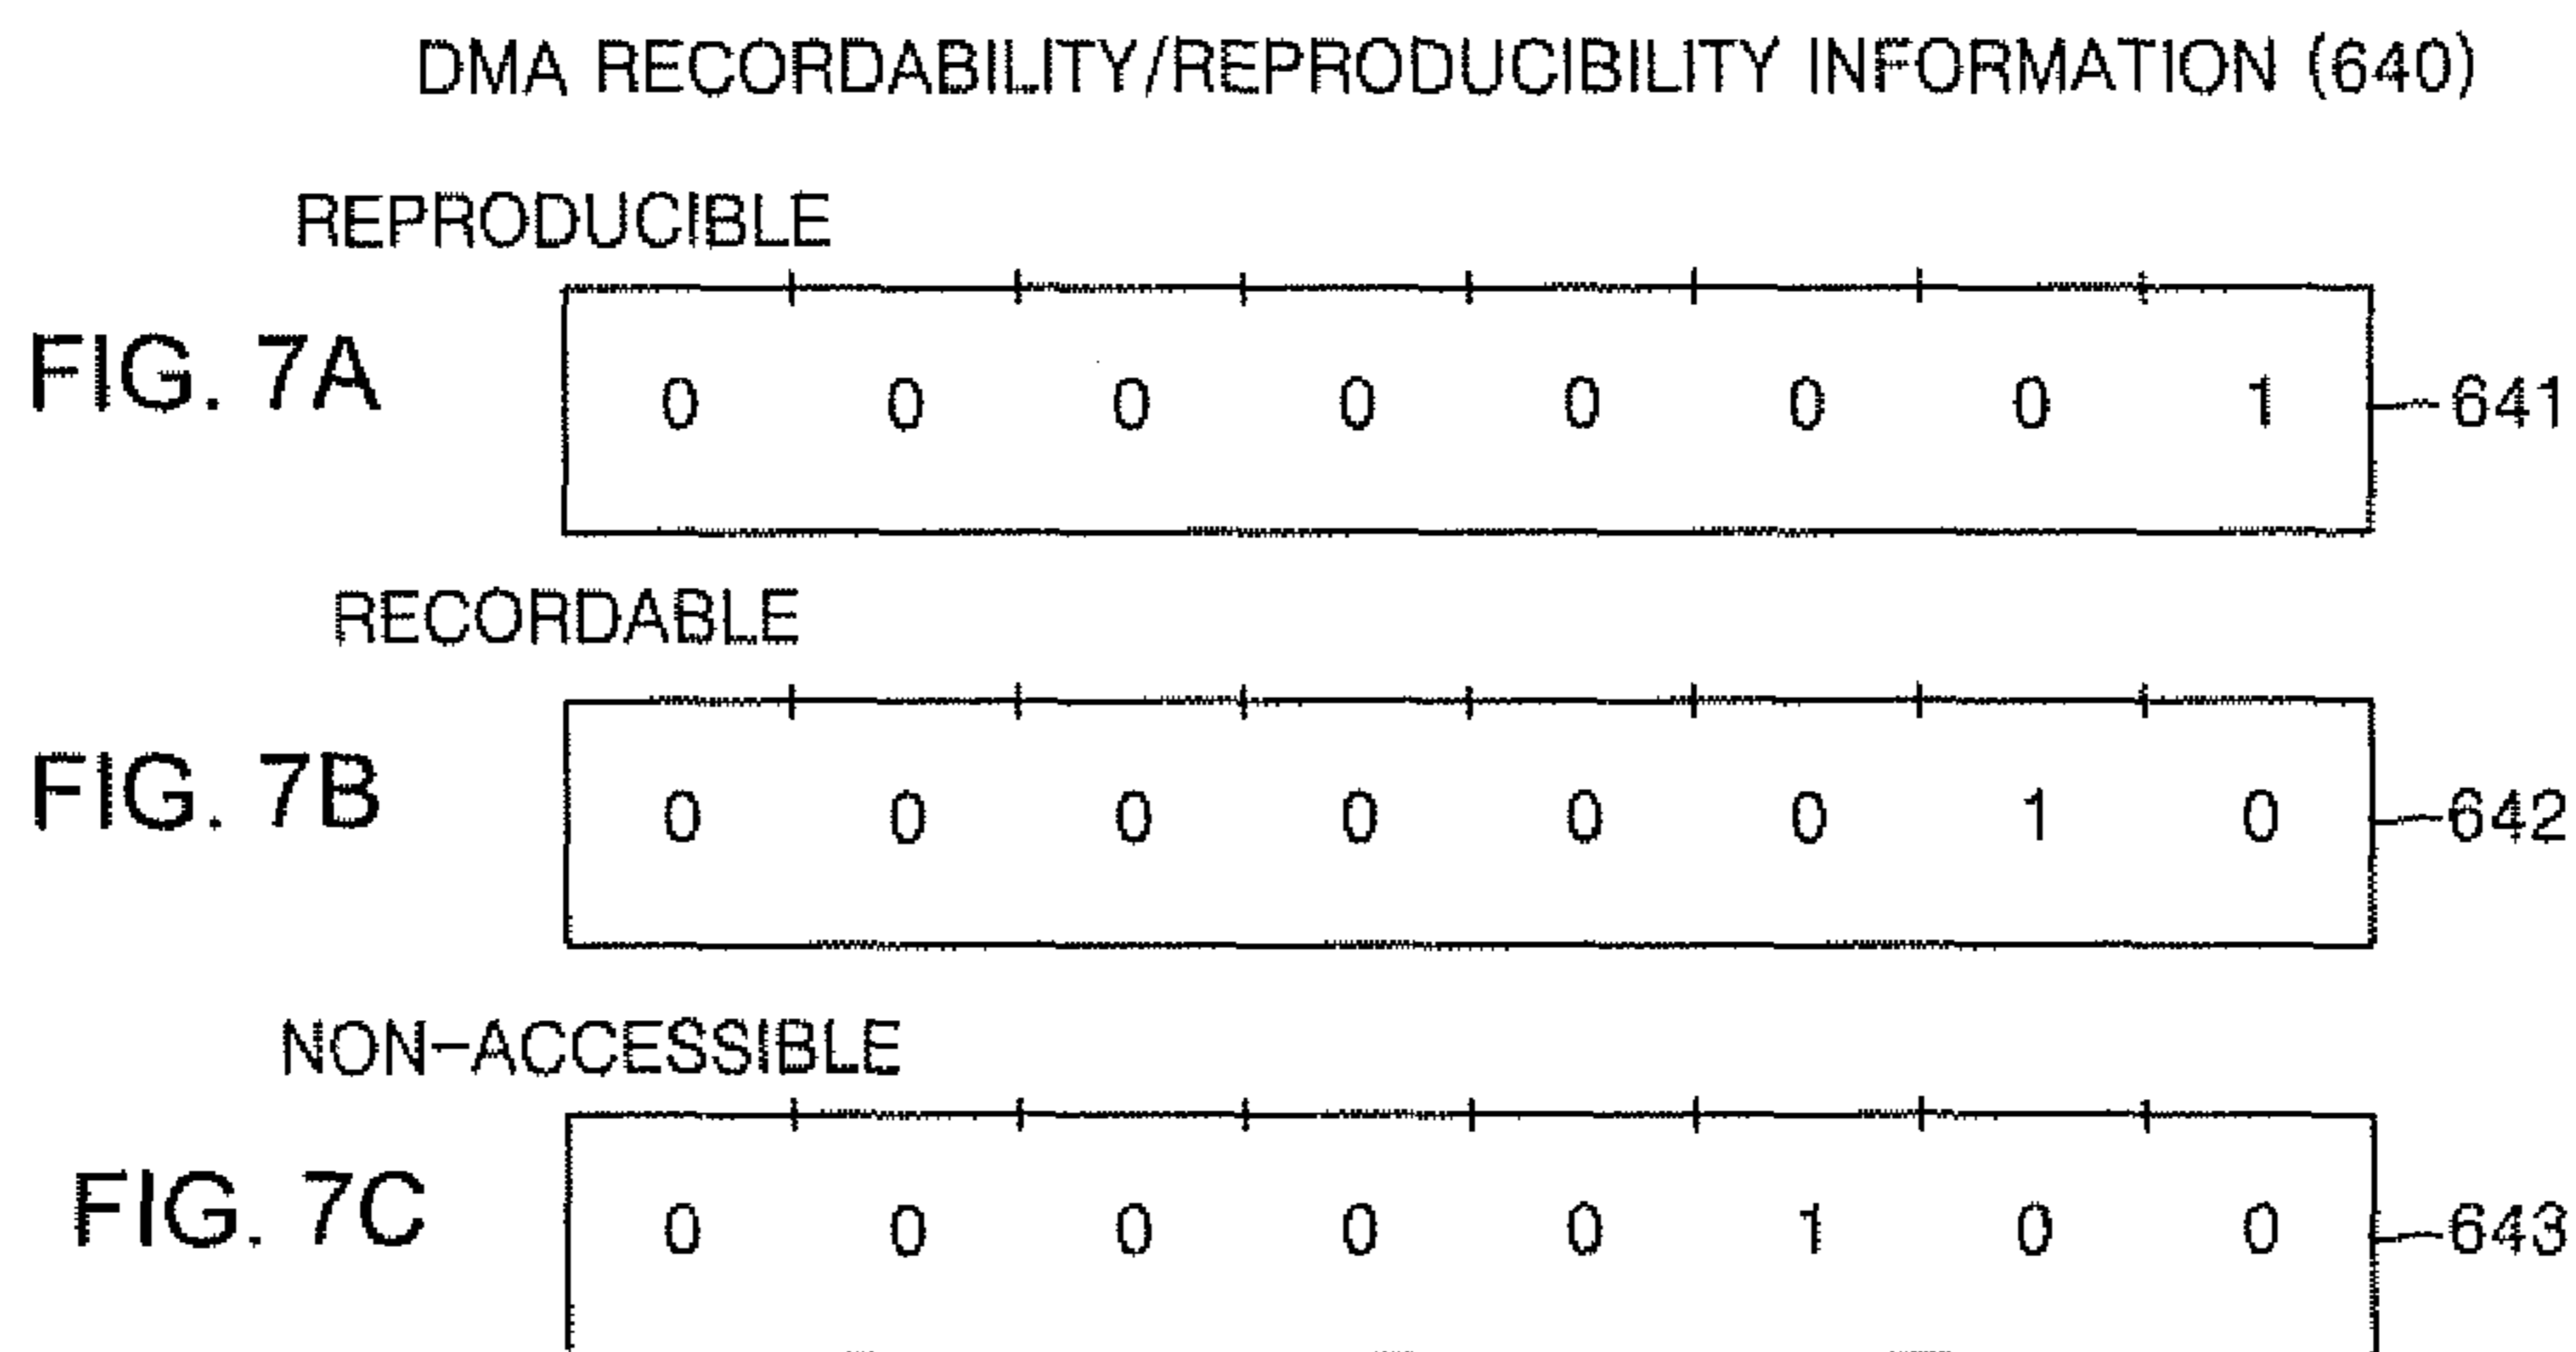 DMA RECORDABILITY/REPRODUCIBILITY INFORMATION (640)
REPRODUCIBLE
FIG. 7A 0 0 0 0 0 0 0 1 641
RECORDABLE
FIG. 7B 0 0 0 0 0 0 1 0 642
NON-ACCESSIBLE
FIG. 7C 0 0 0 0 0 1 0 0 643